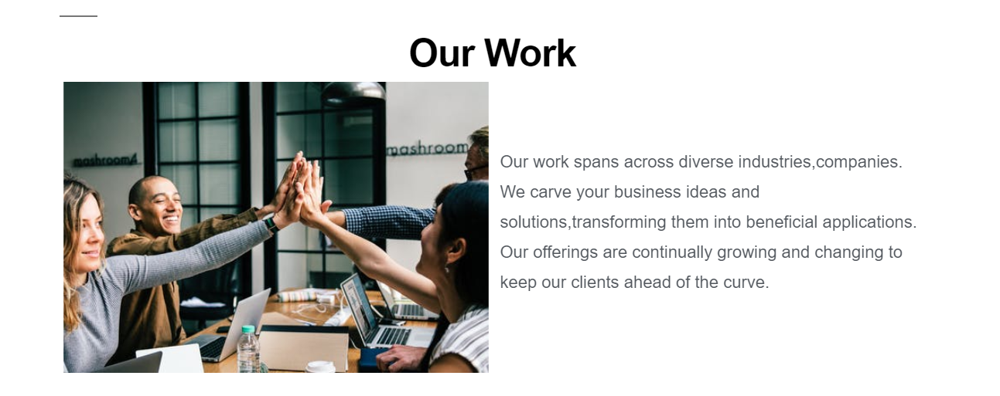 Our Work
mashroomA
mashroom
Our work spans across diverse industries,companies.
We carve your business ideas and
solutions,transforming them into beneficial applications.
Our offerings are continually growing and changing to
keep our clients ahead of the curve.